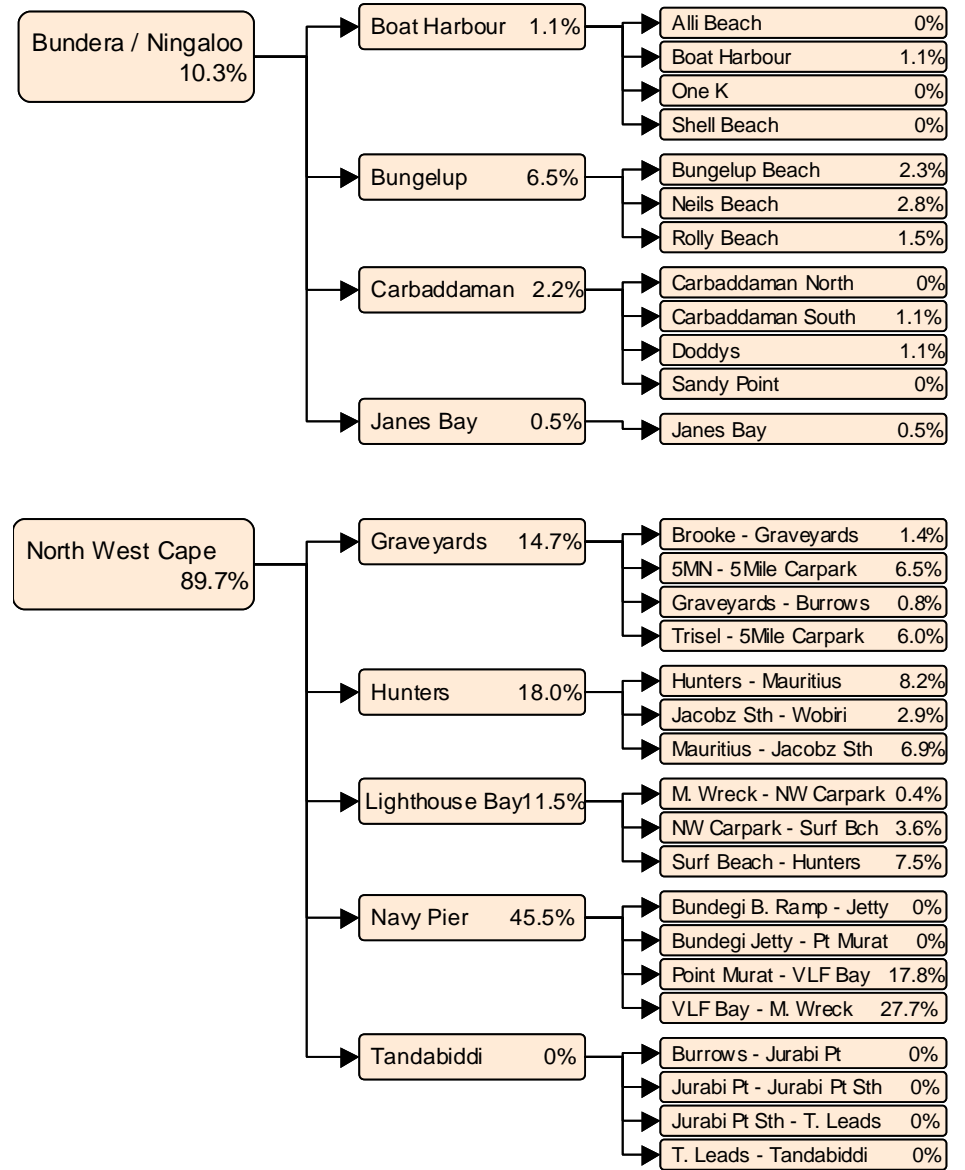 Bundera / Ningaloo
10.3%
Boat Harbour 1.1%
Alli Beach 0%
Boat Harbour 1.1%
One K 0%
Shell Beach 0%
Bungelup 6.5%
Bungelup Beach 2.3%
Neils Beach 2.8%
Rolly Beach 1.5%
Carbaddaman 2.2%
Carbaddaman North 0%
Carbaddaman South 1.1%
Doddys 1.1%
Sandy Point 0%
Janes Bay 0.5%
Janes Bay 0.5%
North West Cape
89.7%
Graveyards 14.7%
Brooke - Graveyards 1.4%
5MN - 5Mile Carpark 6.5%
Graveyards - Burrows 0.8%
Trisel - 5Mile Carpark 6.0%
Hunters 18.0%
Hunters - Mauritius 8.2%
Jacobz Sth - Wobiri 2.9%
Mauritius - Jacobz Sth 6.9%
Lighthouse Bay 11.5%
M. Wreck - NW Carpark 0.4%
NW Carpark - Surf Bch 3.6%
Surf Beach - Hunters 7.5%
Navy Pier 45.5%
Bundegi B. Ramp - Jetty 0%
Bundegi Jetty - Pt Murat 0%
Point Murat - VLF Bay 17.8%
VLF Bay - M. Wreck 27.7%
Tandabiddi 0%
Burrows - Jurabi Pt 0%
Jurabi Pt - Jurabi Pt Sth 0%
Jurabi Pt Sth - T. Leads 0%
T. Leads - Tandabiddi 0%